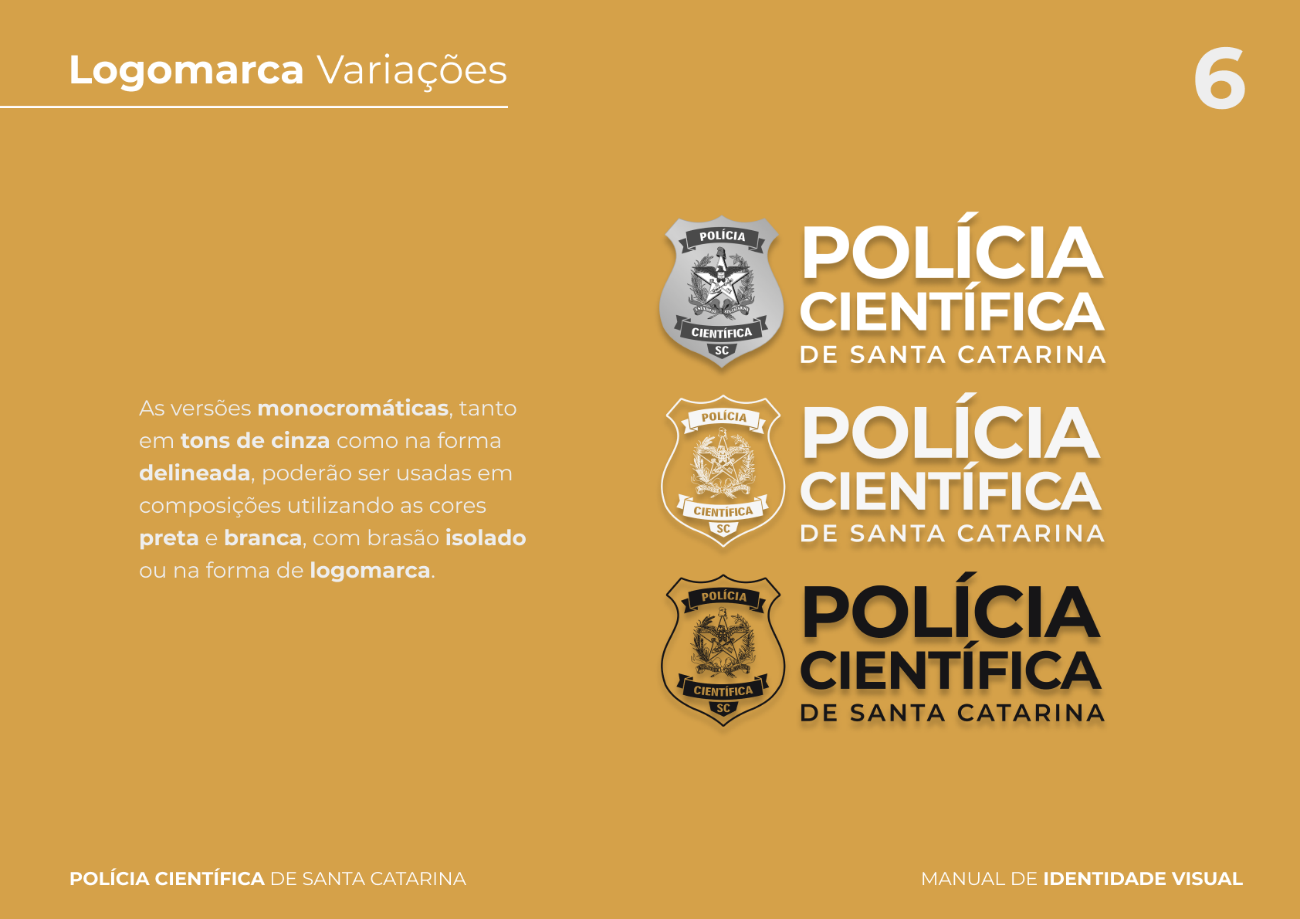 Logomarca Variações
6
As versões monocromáticas, tanto
em tons de cinza como na forma
delineada, poderão ser usadas em
composições utilizando as cores
preta e branca, com brasão isolado
ou na forma de logomarca.
POLÍCIA
CIENTÍFICA
SC
POLÍCIA
CIENTÍFICA
DE SANTA CATARINA
POLÍCIA
CIENTÍFICA
SC
POLÍCIA
CIENTÍFICA
DE SANTA CATARINA
POLÍCIA
CIENTÍFICA
SC
POLÍCIA
CIENTÍFICA
DE SANTA CATARINA
POLÍCIA CIENTÍFICA DE SANTA CATARINA
MANUAL DE IDENTIDADE VISUAL